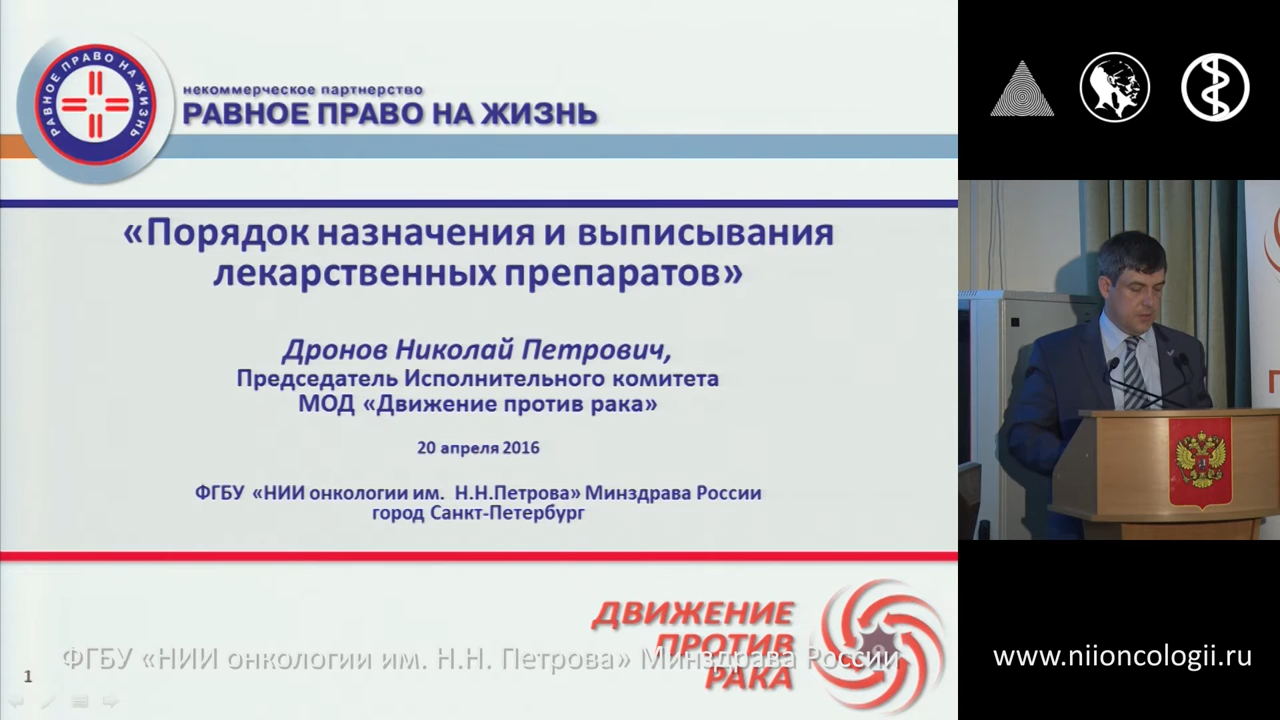 РАВНОЕ ПРАВО НА ЖИЗНЬ
некоммерческое партнерство
РАВНОЕ ПРАВО НА ЖИЗНЬ
«Порядок назначения и выписывания
лекарственных препаратов»
Дронов Николай Петрович,
Председатель Исполнительного комитета
МОД «Движение против рака»
20 апреля 2016
ФГБУ «НИИ онкологии им. Н.Н.Петрова» Минздрава России
город Санкт-Петербург
ДВИЖЕНИЕ
ПРОТИВ
РАКА
ФГБУ «НИИ онкологии им. Н.Н. Петрова» Минздрава России
1
www.niioncologii.ru